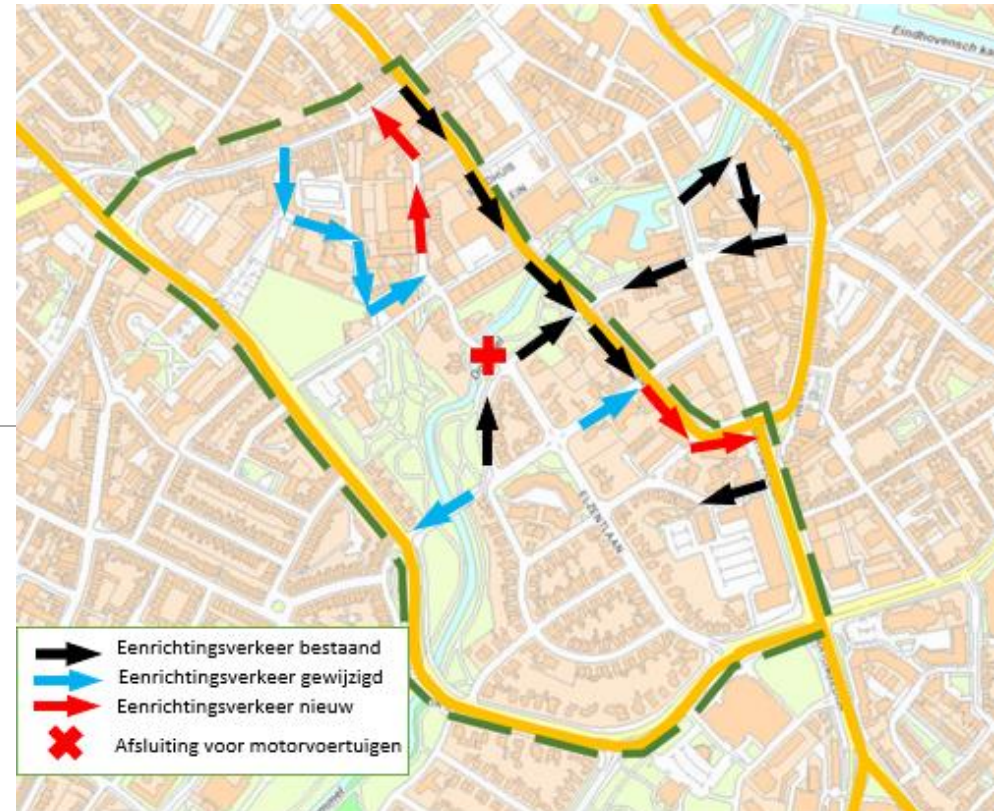 Eindhovensch ka
ELZENTLAAN
Eenrichtingsverkeer bestaand
Eenrichtingsverkeer gewijzigd
Eenrichtingsverkeer nieuw
Afsluiting voor motorvoertuigen